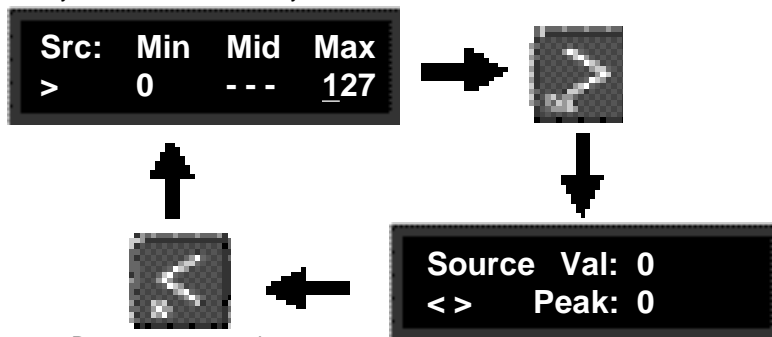 Src: Min Mid Max
> 0 --- 127
>
<
Source Val: 0
< > Peak: 0